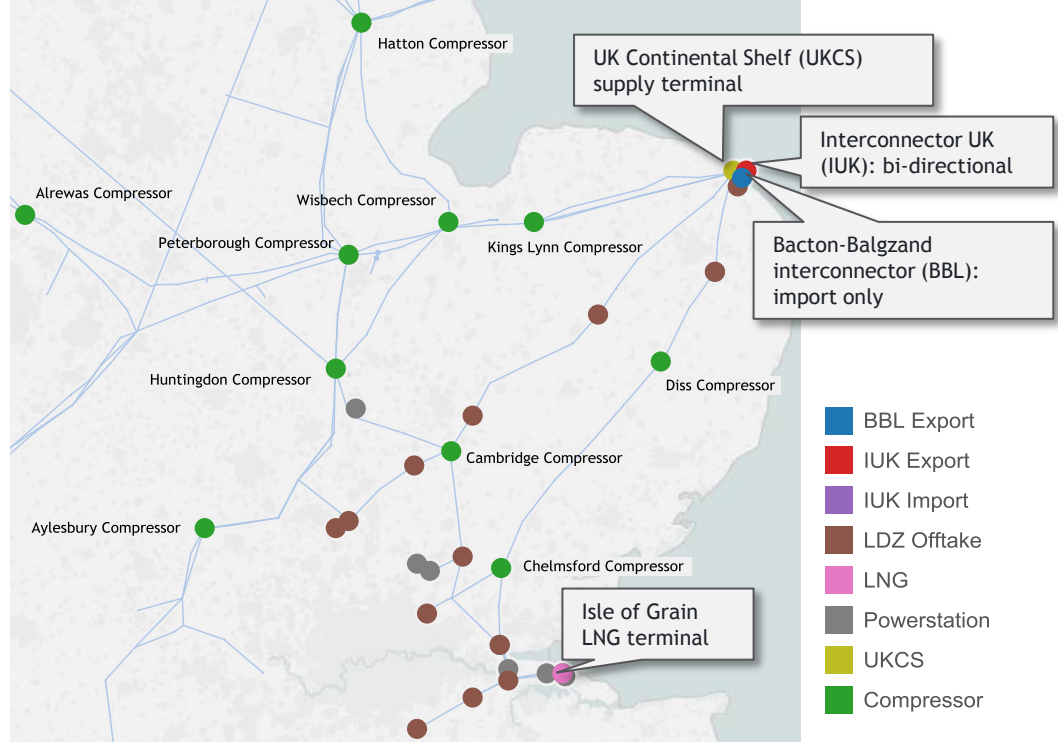 Hatton Compressor
UK Continental Shelf (UKCS)
supply terminal
Interconnector UK
(IUK): bi-directional
Alrewas Compressor
Wisbech Compressor
Peterborough Compressor
Kings Lynn Compressor
Bacton-Balgzand
interconnector (BBL):
import only
Huntingdon Compressor
Diss Compressor
Cambridge Compressor
Aylesbury Compressor
Chelmsford Compressor
Isle of Grain
LNG terminal
BBL Export
IUK Export
IUK Import
LDZ Offtake
LNG
Powerstation
UKCS
Compressor